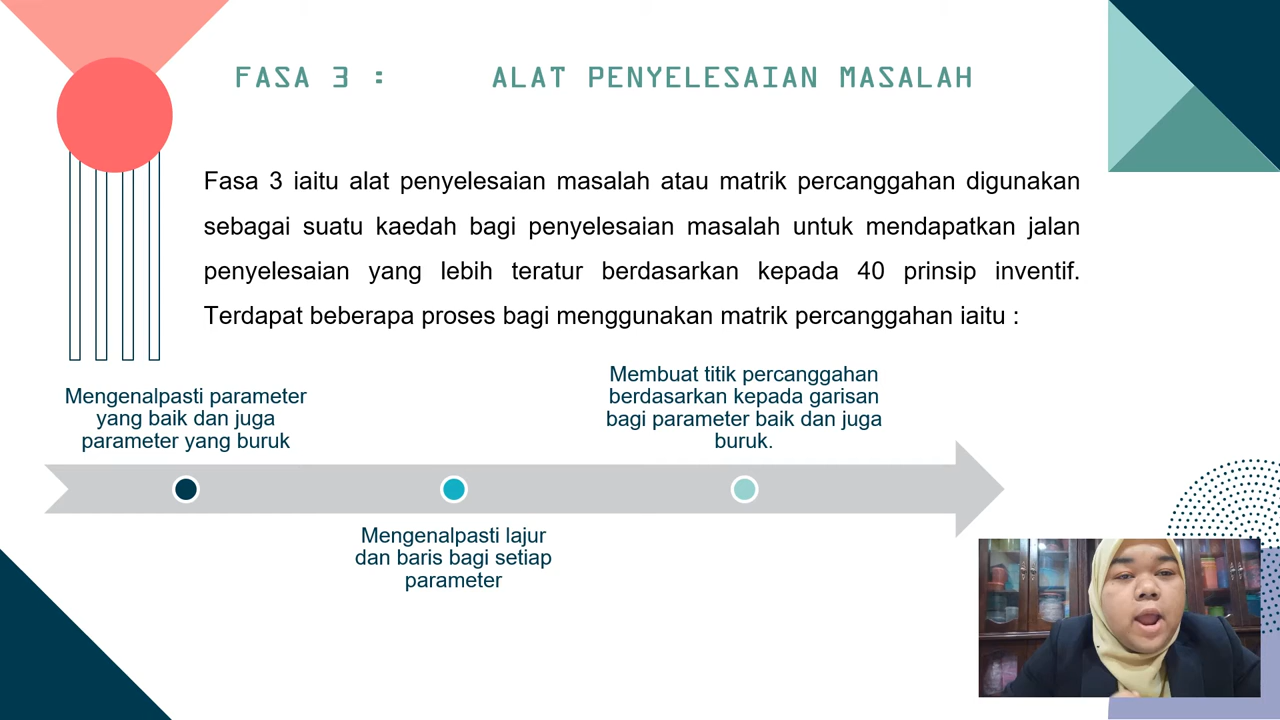 FASA 3 : ALAT PENYELESAIAN MASALAH
Fasa 3 iaitu alat penyelesaian masalah atau matrik percanggahan digunakan
sebagai suatu kaedah bagi penyelesaian masalah untuk mendapatkan jalan
penyelesaian yang lebih teratur berdasarkan kepada 40 prinsip inventif.
Terdapat beberapa proses bagi menggunakan matrik percanggahan iaitu :
Mengenalpasti parameter
yang baik dan juga
parameter yang buruk
Mengenalpasti lajur
dan baris bagi setiap
parameter
Membuat titik percanggahan
berdasarkan kepada garisan
bagi parameter baik dan juga
buruk.